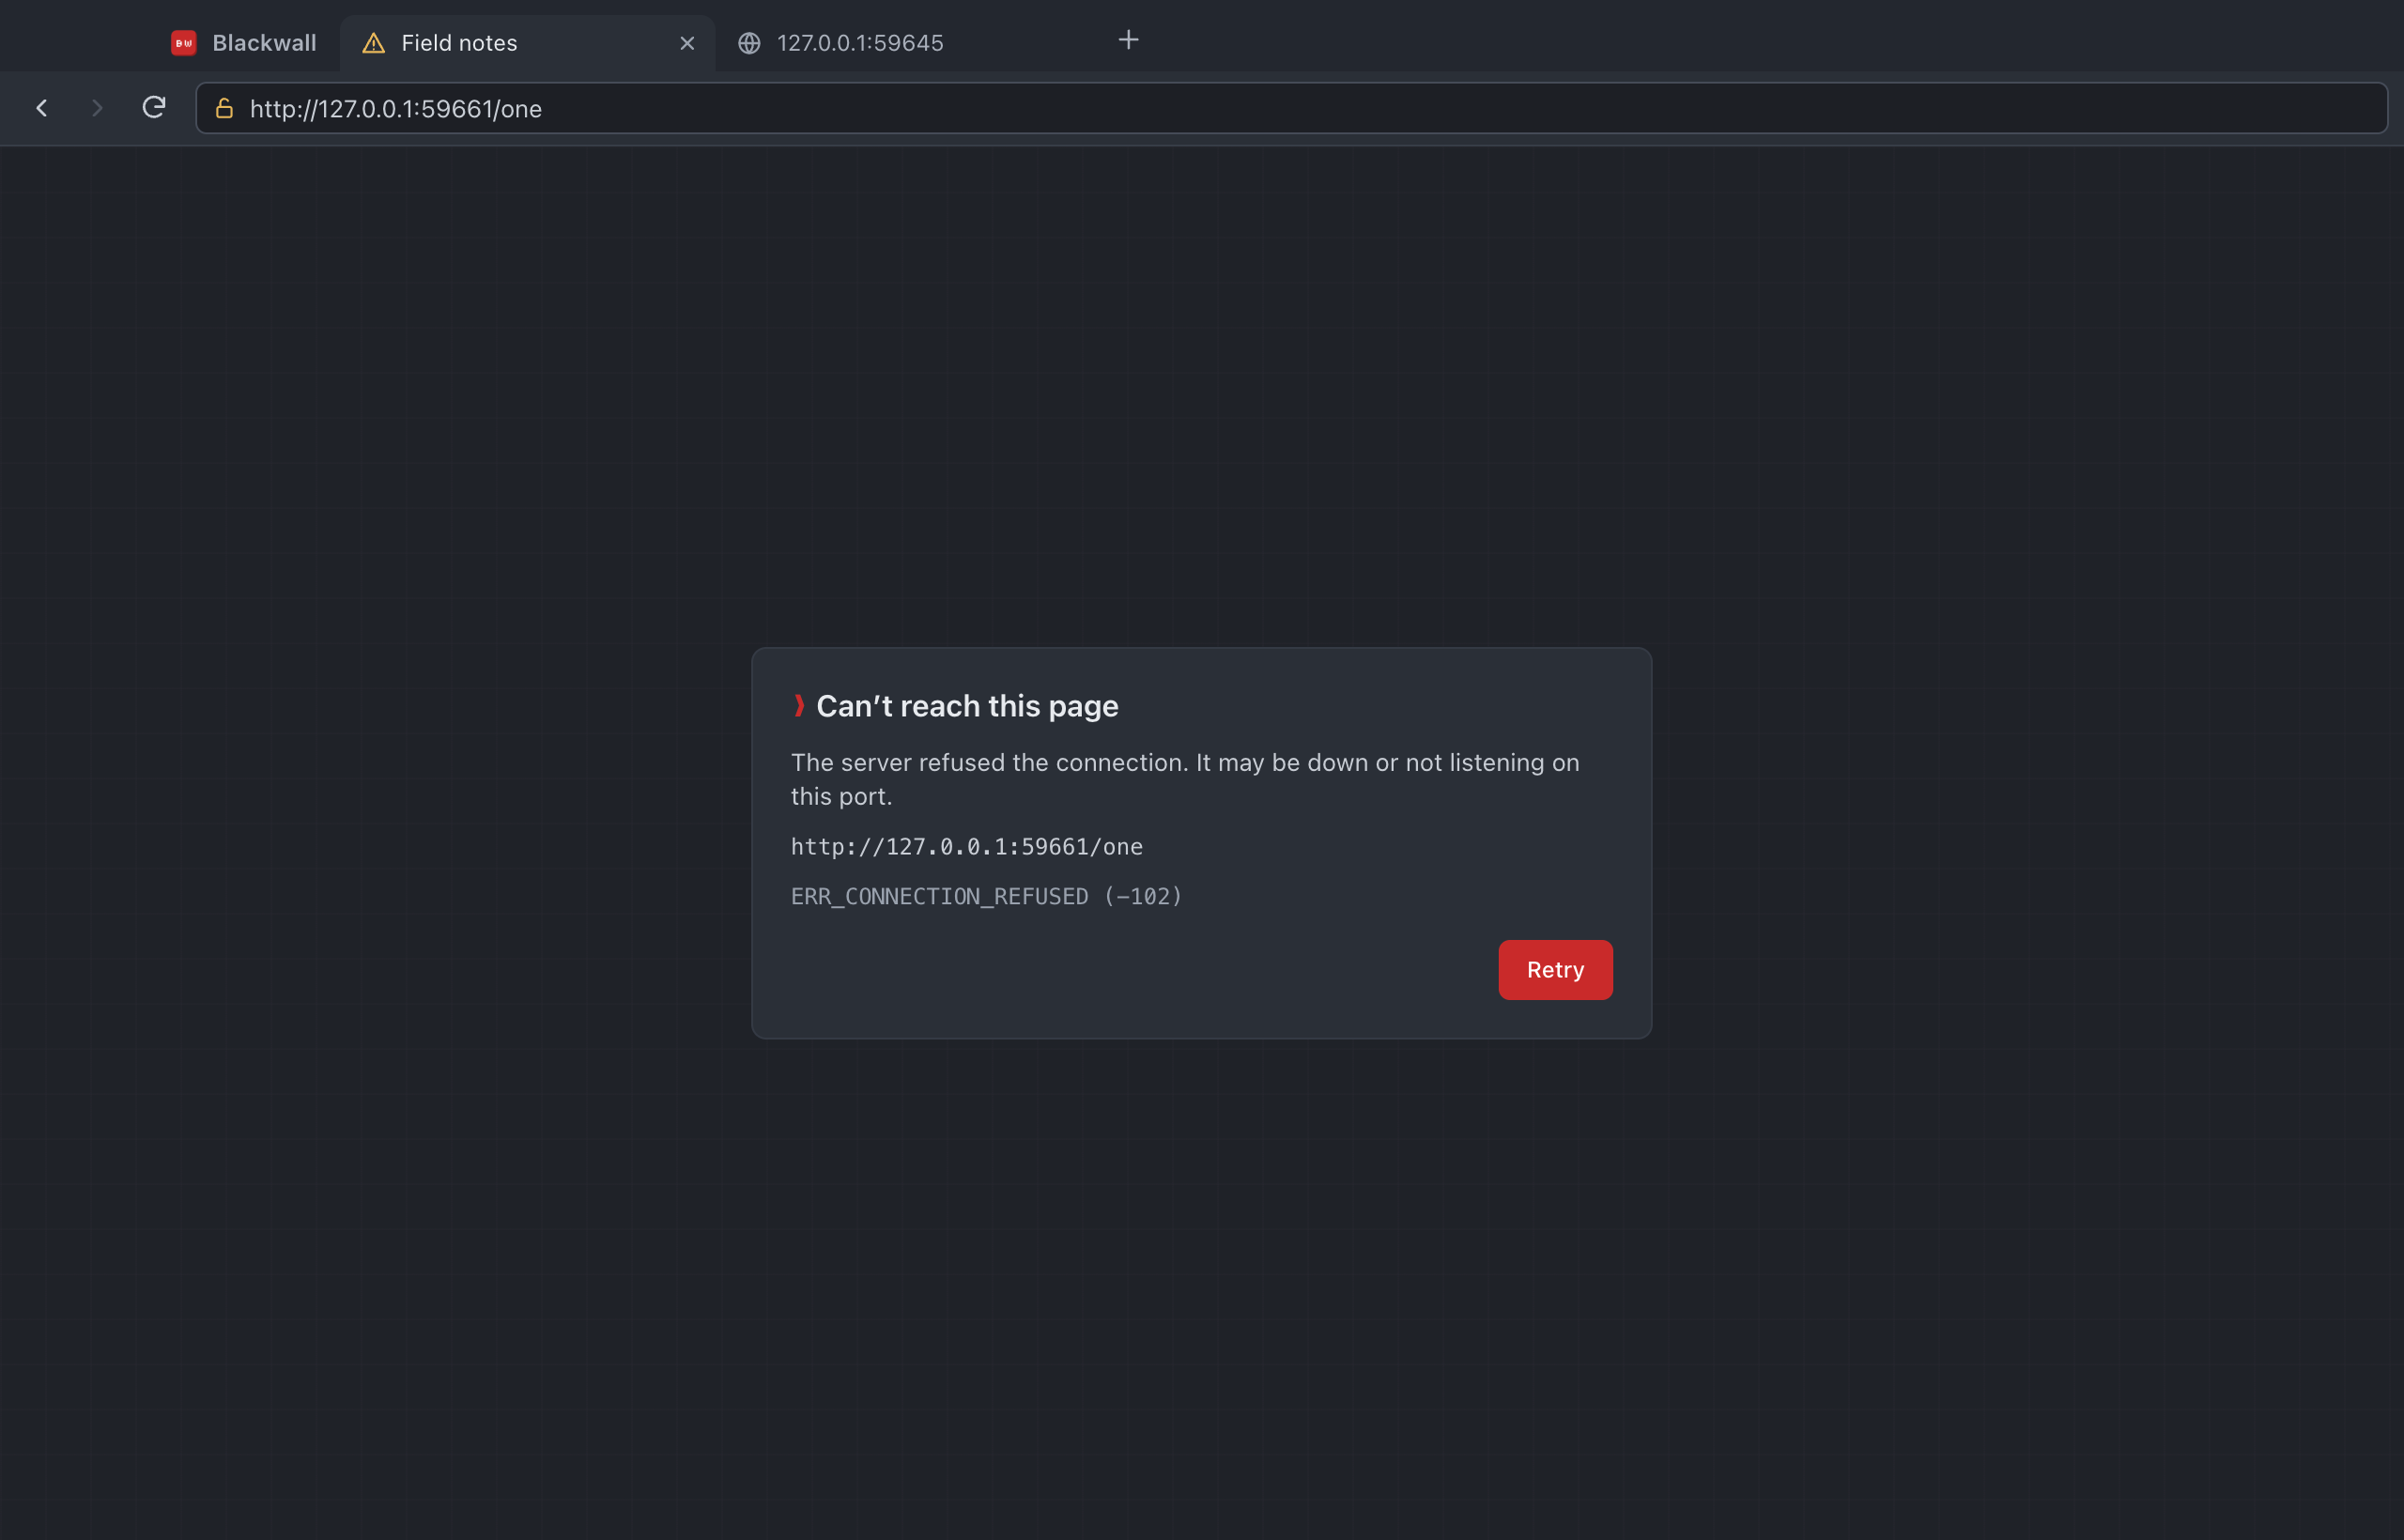 BW Blackwall
Field notes
127.0.0.1:59645
http://127.0.0.1:59661/one
Can’t reach this page
The server refused the connection. It may be down or not listening on
this port.
http://127.0.0.1:59661/one
ERR_CONNECTION_REFUSED (−102)
Retry